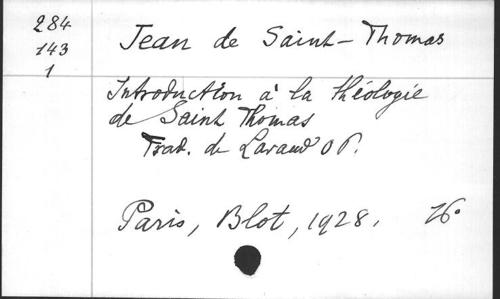 284
143
1
Jean de Saint-Thomas
Introduction à la théologie
de Saint Thomas
Trad. de Lavaud O P.
Paris, Blot, 1928. 16°